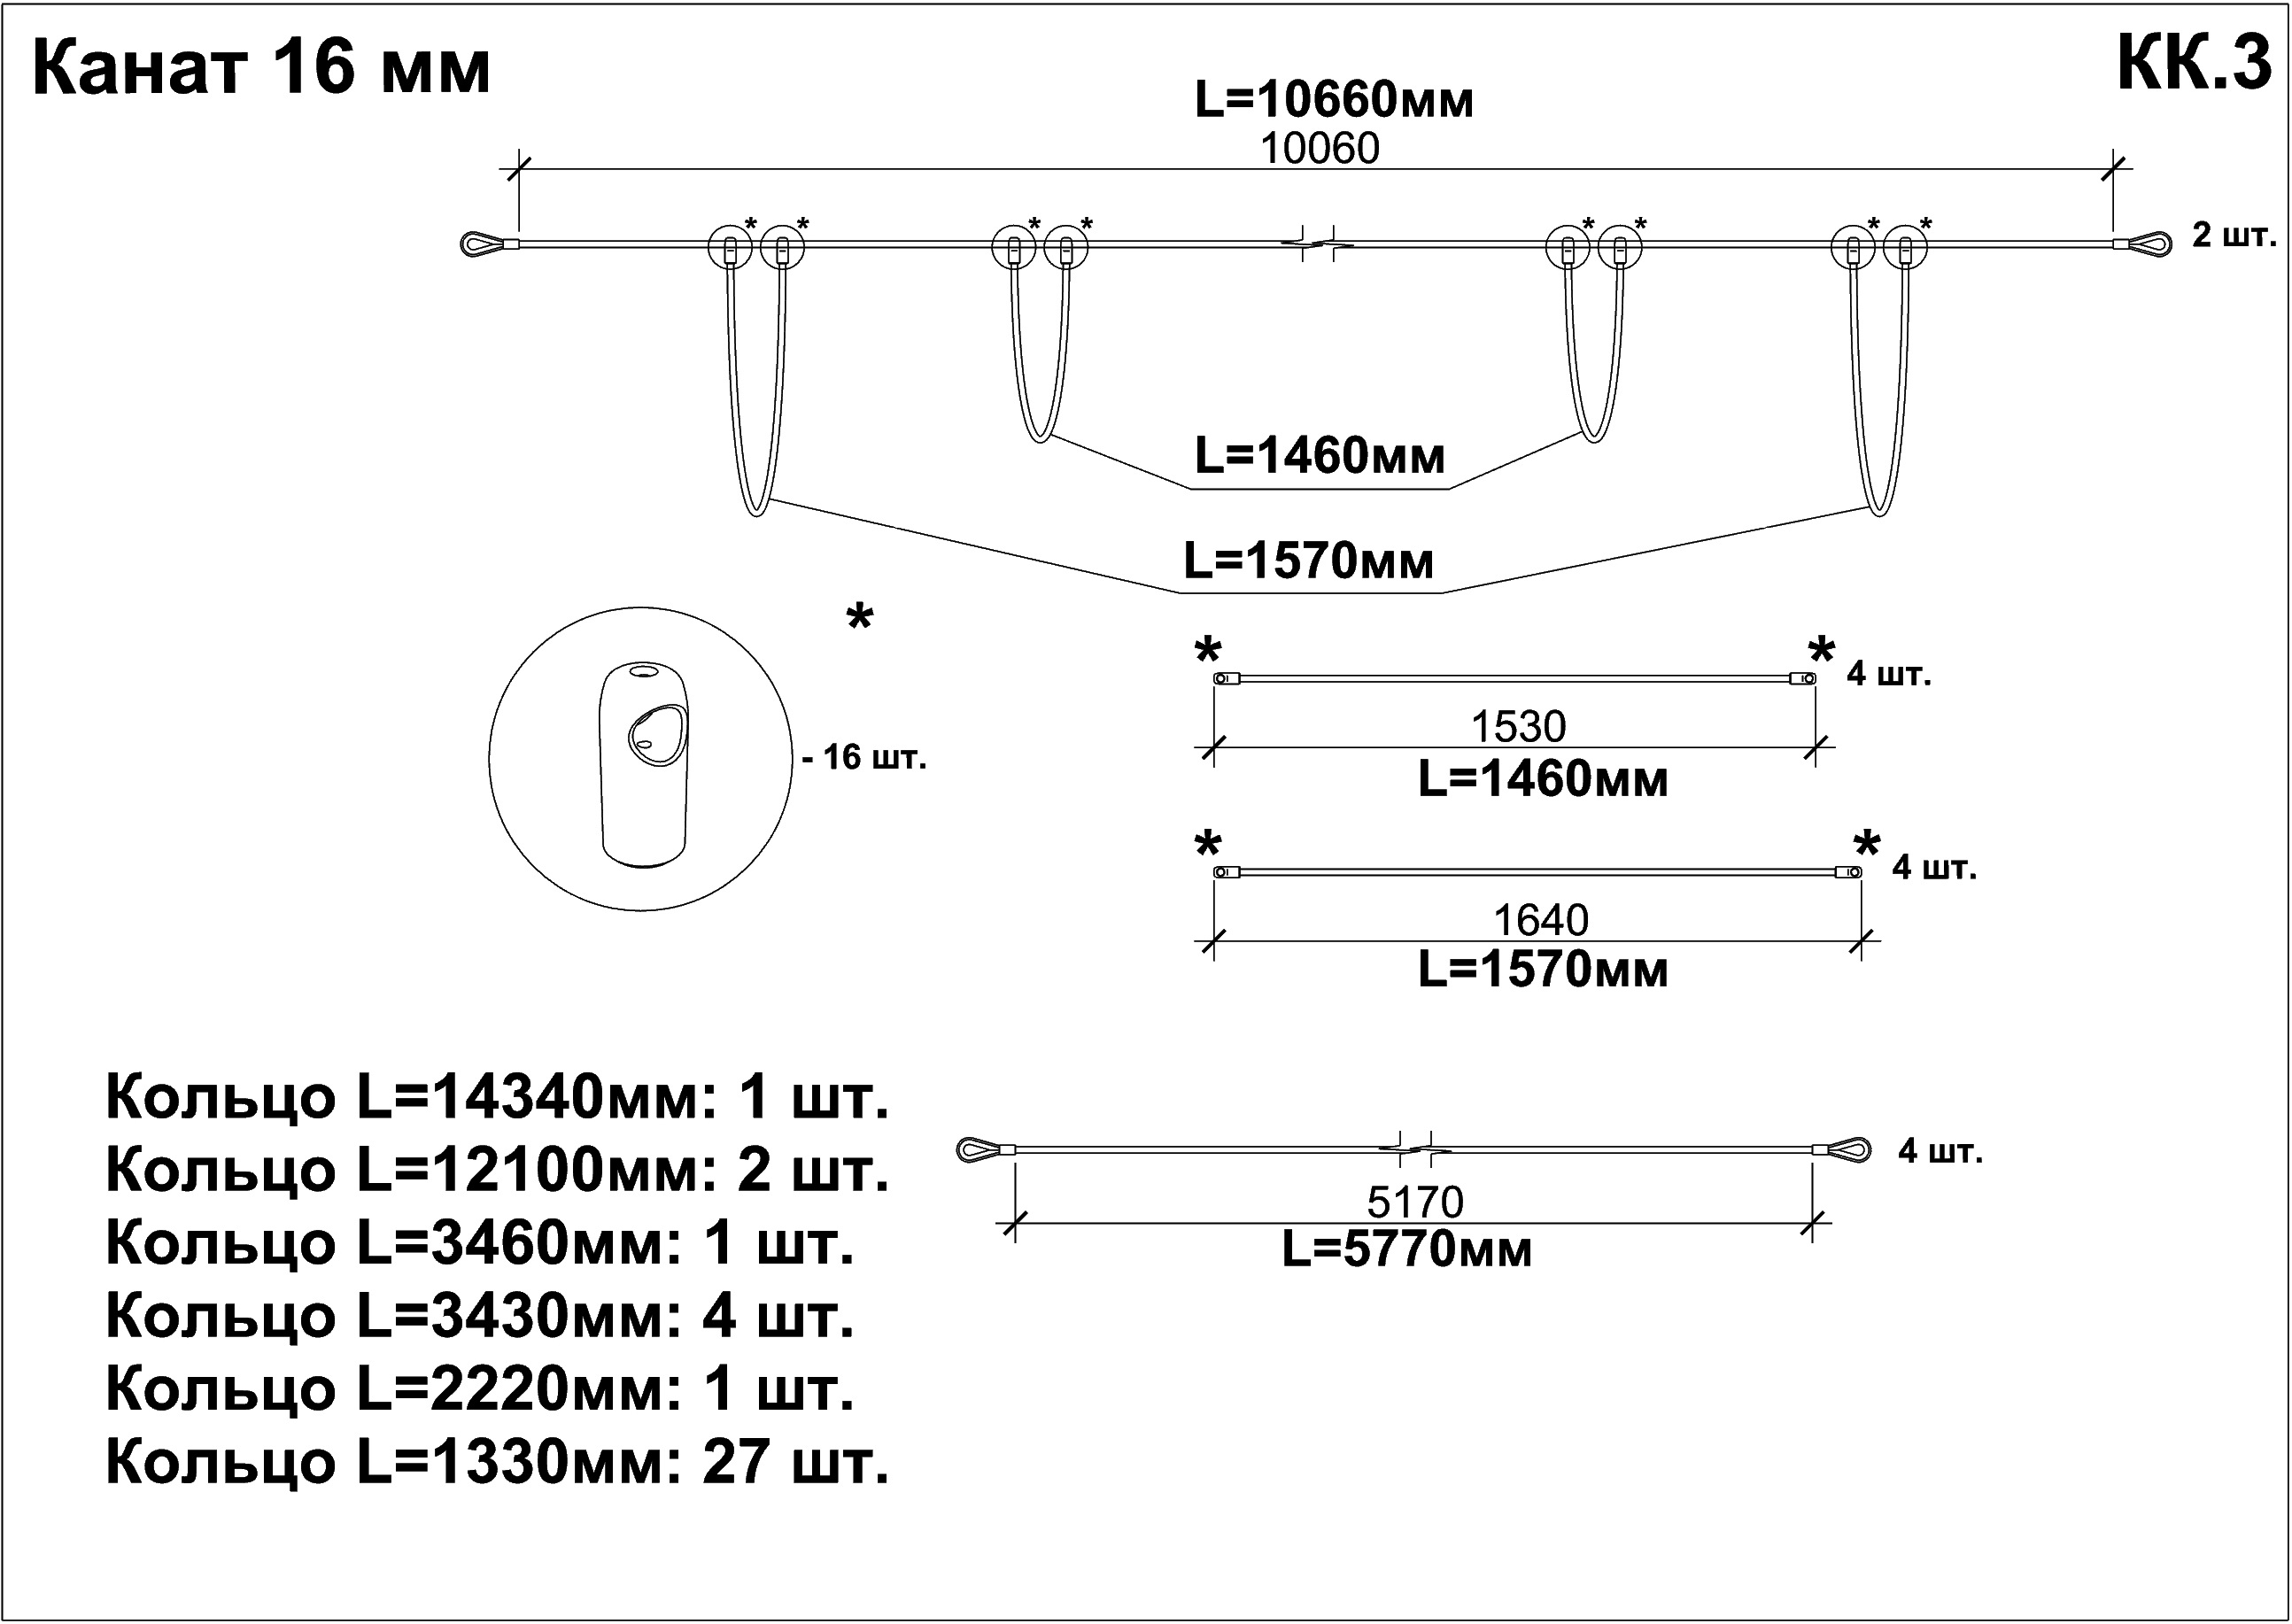 Канат 16 мм
КК.3
L=10660мм
10060
* * * * * * * *
2 шт.
L=1460мм
L=1570мм
*
- 16 шт.
* *
4 шт.
1530
L=1460мм
* *
4 шт.
1640
L=1570мм
Кольцо L=14340мм: 1 шт.
Кольцо L=12100мм: 2 шт.
Кольцо L=3460мм: 1 шт.
Кольцо L=3430мм: 4 шт.
Кольцо L=2220мм: 1 шт.
Кольцо L=1330мм: 27 шт.
4 шт.
5170
L=5770мм